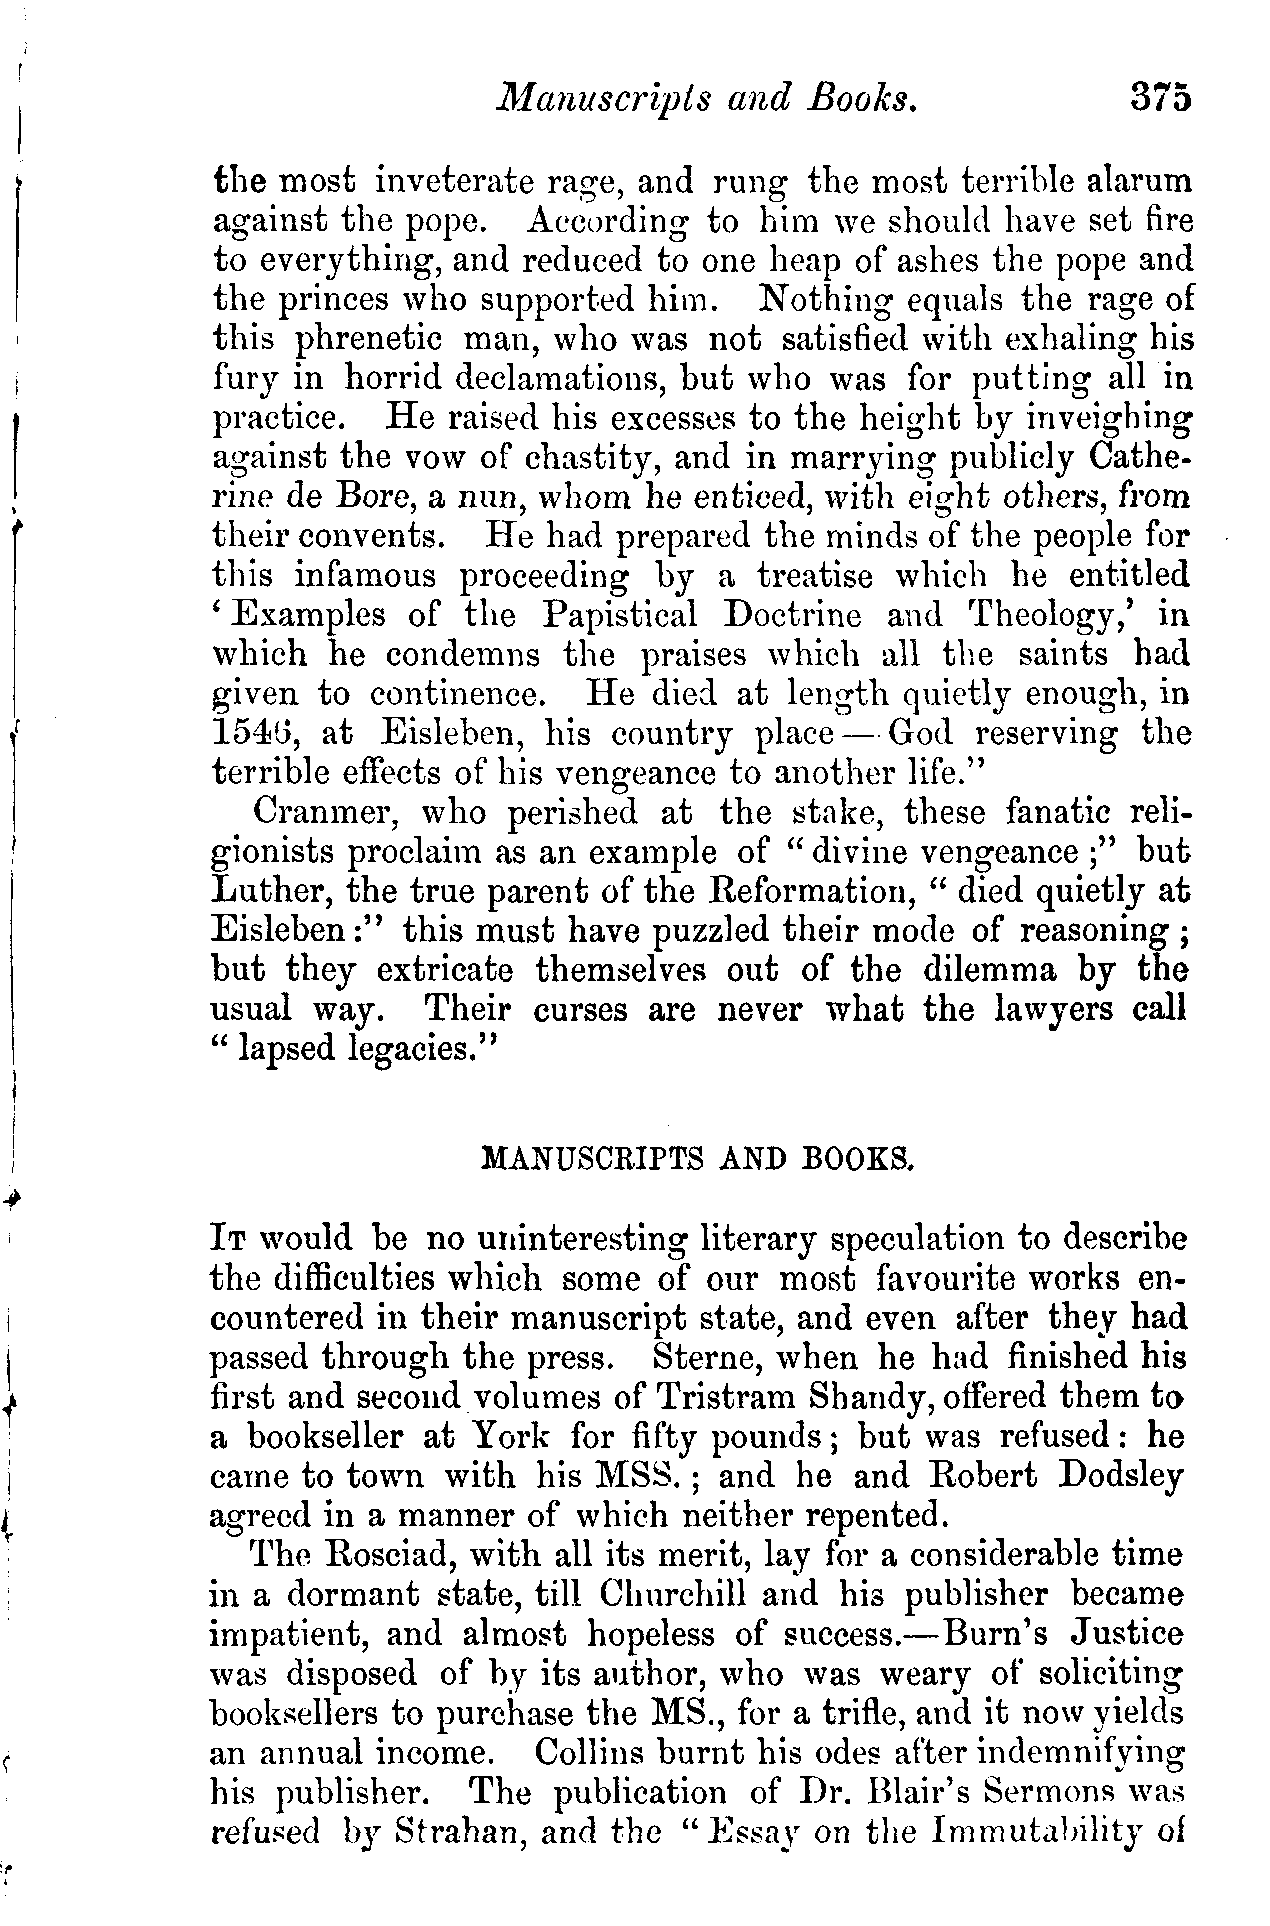 Manuscripts and Books. 375
the most inveterate rage, and rung the most terrible alarum
against the pope. According to him we should have set fire
to everything, and reduced to one heap of ashes the pope and
the princes who supported him. Nothing equals the rage of
this phrenetic man, who was not satisfied with exhaling his
fury in horrid declamations, but who was for putting all in
practice. He raised his excesses to the height by inveighing
against the vow of chastity, and in marrying publicly Cathe-
rine de Bore, a nun, whom he enticed, with eight others, from
their convents. He had prepared the minds of the people for
this infamous proceeding by a treatise which he entitled
‘Examples of the Papistical Doctrine and Theology,’ in
which he condemns the praises which all the saints had
given to continence. He died at length quietly enough, in
1546, at Eisleben, his country place—God reserving the
terrible effects of his vengeance to another life.”
Cranmer, who perished at the stake, these fanatic reli-
gionists proclaim as an example of “divine vengeance;” but
Luther, the true parent of the Reformation, “died quietly at
Eisleben:” this must have puzzled their mode of reasoning;
but they extricate themselves out of the dilemma by the
usual way. Their curses are never what the lawyers call
“lapsed legacies.”
MANUSCRIPTS AND BOOKS.
IT would be no uninteresting literary speculation to describe
the difficulties which some of our most favourite works en-
countered in their manuscript state, and even after they had
passed through the press. Sterne, when he had finished his
first and second volumes of Tristram Shandy, offered them to
a bookseller at York for fifty pounds; but was refused: he
came to town with his MSS.; and he and Robert Dodsley
agreed in a manner of which neither repented.
The Rosciad, with all its merit, lay for a considerable time
in a dormant state, till Churchill and his publisher became
impatient, and almost hopeless of success.—Burn’s Justice
was disposed of by its author, who was weary of soliciting
booksellers to purchase the MS., for a trifle, and it now yields
an annual income. Collins burnt his odes after indemnifying
his publisher. The publication of Dr. Blair’s Sermons was
refused by Strahan, and the “Essay on the Immutability of